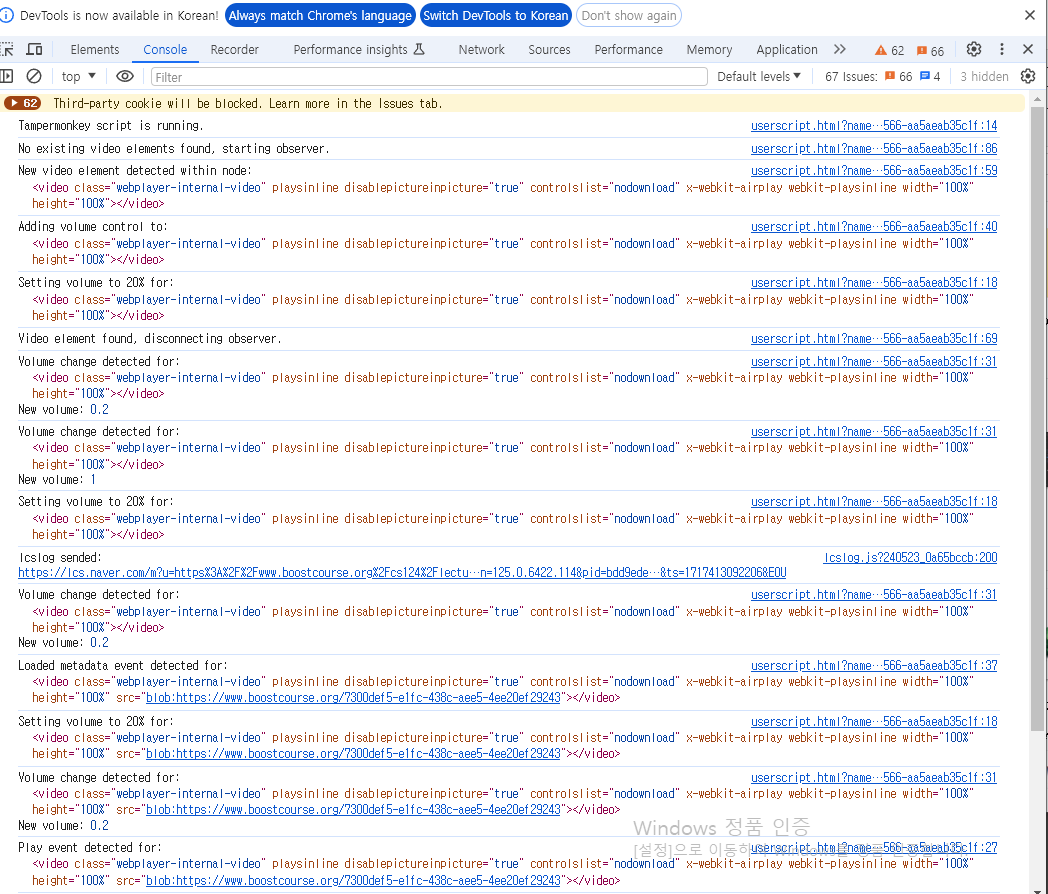 DevTools is now available in Korean! Always match Chrome's language Switch DevTools to Korean Don't show again
Elements Console Recorder Performance insights Network Sources Performance Memory Application 62 66
top Filter Default levels 67 Issues: 66 4 3 hidden
62 Third-party cookie will be blocked. Learn more in the Issues tab.
Tampermonkey script is running. userscript.html?name…566-aa5aeab35c1f:14
No existing video elements found, starting observer. userscript.html?name…566-aa5aeab35c1f:86
New video element detected within node: userscript.html?name…566-aa5aeab35c1f:59
<video class="webplayer-internal-video" playsinline disablepictureinpicture="true" controlslist="nodownload" x-webkit-airplay webkit-playsinline width="100%"
height="100%"></video>
Adding volume control to: userscript.html?name…566-aa5aeab35c1f:40
<video class="webplayer-internal-video" playsinline disablepictureinpicture="true" controlslist="nodownload" x-webkit-airplay webkit-playsinline width="100%"
height="100%"></video>
Setting volume to 20% for: userscript.html?name…566-aa5aeab35c1f:18
<video class="webplayer-internal-video" playsinline disablepictureinpicture="true" controlslist="nodownload" x-webkit-airplay webkit-playsinline width="100%"
height="100%"></video>
Video element found, disconnecting observer. userscript.html?name…566-aa5aeab35c1f:69
Volume change detected for: userscript.html?name…566-aa5aeab35c1f:31
<video class="webplayer-internal-video" playsinline disablepictureinpicture="true" controlslist="nodownload" x-webkit-airplay webkit-playsinline width="100%"
height="100%"></video>
New volume: 0.2
Volume change detected for: userscript.html?name…566-aa5aeab35c1f:31
<video class="webplayer-internal-video" playsinline disablepictureinpicture="true" controlslist="nodownload" x-webkit-airplay webkit-playsinline width="100%"
height="100%"></video>
New volume: 1
Setting volume to 20% for: userscript.html?name…566-aa5aeab35c1f:18
<video class="webplayer-internal-video" playsinline disablepictureinpicture="true" controlslist="nodownload" x-webkit-airplay webkit-playsinline width="100%"
height="100%"></video>
lcslog sended: lcslog.js?240523_0a65bccb:200
https://lcs.naver.com/m?u=https%3A%2F%2Fwww.boostcourse.org%2Fcs124%2Flectu…n=125.0.6422.114&pid=bdd9ede…&ts=1717413092206&EOU
Volume change detected for: userscript.html?name…566-aa5aeab35c1f:31
<video class="webplayer-internal-video" playsinline disablepictureinpicture="true" controlslist="nodownload" x-webkit-airplay webkit-playsinline width="100%"
height="100%"></video>
New volume: 0.2
Loaded metadata event detected for: userscript.html?name…566-aa5aeab35c1f:37
<video class="webplayer-internal-video" playsinline disablepictureinpicture="true" controlslist="nodownload" x-webkit-airplay webkit-playsinline width="100%"
height="100%" src="blob:https://www.boostcourse.org/7300def5-e1fc-438c-aee5-4ee20ef29243"></video>
Setting volume to 20% for: userscript.html?name…566-aa5aeab35c1f:18
<video class="webplayer-internal-video" playsinline disablepictureinpicture="true" controlslist="nodownload" x-webkit-airplay webkit-playsinline width="100%"
height="100%" src="blob:https://www.boostcourse.org/7300def5-e1fc-438c-aee5-4ee20ef29243"></video>
Volume change detected for: userscript.html?name…566-aa5aeab35c1f:31
<video class="webplayer-internal-video" playsinline disablepictureinpicture="true" controlslist="nodownload" x-webkit-airplay webkit-playsinline width="100%"
height="100%" src="blob:https://www.boostcourse.org/7300def5-e1fc-438c-aee5-4ee20ef29243"></video>
New volume: 0.2
Windows 정품 인증
Play event detected for: userscript.html?name…566-aa5aeab35c1f:27
[설정]으로
<video class="webplayer-internal-video" playsinline disablepictureinpicture="true" controlslist="nodownload" x-webkit-airplay webkit-playsinline width="100%"
height="100%" src="blob:https://www.boostcourse.org/7300def5-e1fc-438c-aee5-4ee20ef29243"></video>